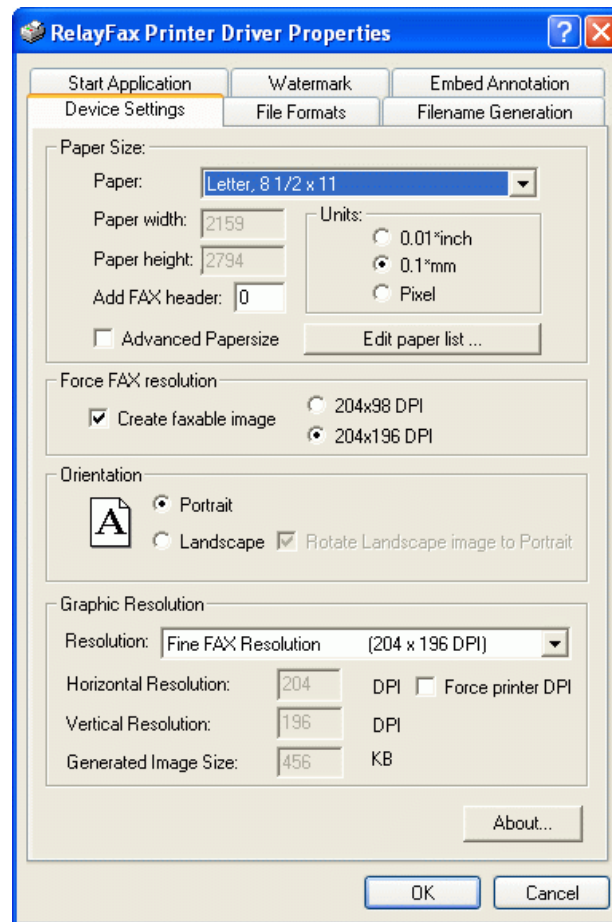 RelayFax Printer Driver Properties
Start Application Watermark Embed Annotation
Device Settings File Formats Filename Generation
Paper Size:
Paper: Letter, 8 1/2 x 11
Paper width: 2159
Units:
0.01*inch
Paper height: 2794
0.1*mm
Add FAX header: 0
Pixel
Advanced Papersize Edit paper list ...
Force FAX resolution
Create faxable image
204x98 DPI
204x196 DPI
Orientation
A
Portrait
Landscape Rotate Landscape image to Portrait
Graphic Resolution
Resolution: Fine FAX Resolution (204 x 196 DPI)
Horizontal Resolution: 204 DPI Force printer DPI
Vertical Resolution: 196 DPI
Generated Image Size: 456 KB
About...
OK Cancel